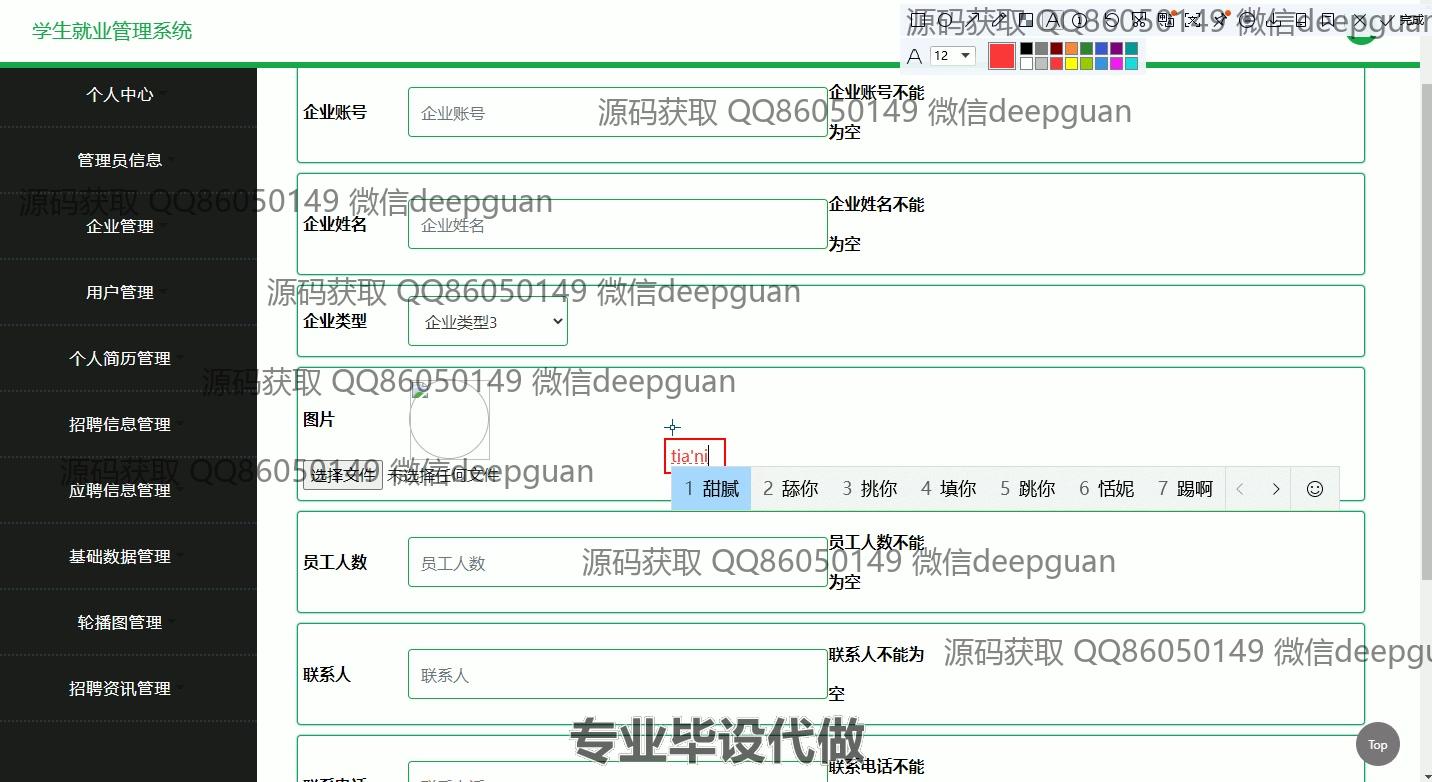 学生就业管理系统
源码获取 QQ86050149 微信deepguan
完成
A 12
个人中心
管理员信息
企业管理
用户管理
个人简历管理
招聘信息管理
应聘信息管理
基础数据管理
轮播图管理
招聘资讯管理
企业账号 企业账号 企业账号不能
为空
源码获取 QQ86050149 微信deepguan
源码获取 QQ86050149 微信deepguan
企业姓名 企业姓名 企业姓名不能
为空
源码获取 QQ86050149 微信deepguan
企业类型 企业类型3
源码获取 QQ86050149 微信deepguan
图片
源码获取 QQ86050149 微信deepguan
选择文件 未选择任何文件
tia'ni
1 甜腻 2 舔你 3 挑你 4 填你 5 跳你 6 恬妮 7 踢啊
员工人数 员工人数 员工人数不能
为空
源码获取 QQ86050149 微信deepguan
联系人 联系人 联系人不能为
空
源码获取 QQ86050149 微信deepgu
专业毕设代做
联系电话 联系电话 联系电话不能
Top